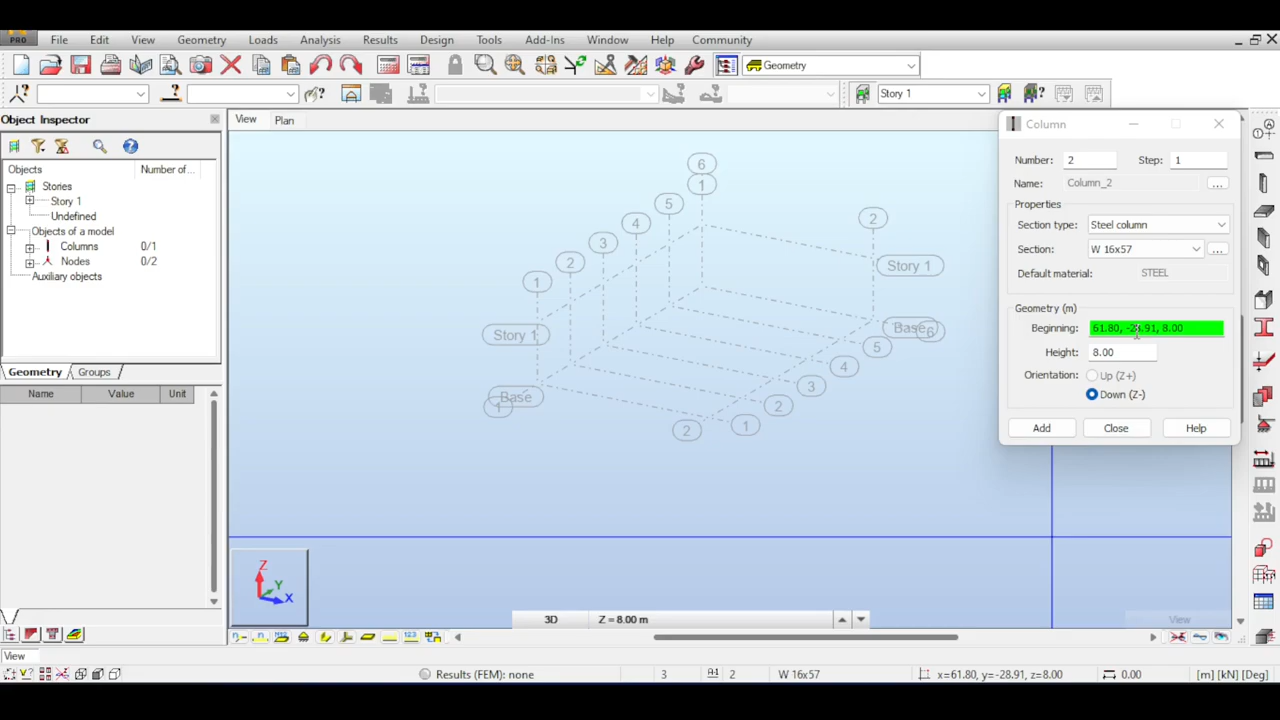 PRO File Edit View Geometry Loads Analysis Results Design Tools Add-Ins Window Help Community
Geometry
Story 1
Object Inspector
View Plan
Objects Number of...
Stories
Story 1
Undefined
Objects of a model
Columns 0/1
Nodes 0/2
Auxiliary objects
Geometry Groups
Name Value Unit
6
1
5
4
3
2
1
2
Story 1
Story 1
Base
6
5
4
3
2
1
2
Base
1
Column
Number: 2 Step: 1
Name: Column_2 ...
Properties
Section type: Steel column
Section: W 16x57 ...
Default material: STEEL
Geometry (m)
Beginning: 61.80, -28.91, 8.00
Height: 8.00
Orientation: Up (Z+)
Down (Z-)
Add Close Help
Z
Y
X
3D Z = 8.00 m
View
View
Results (FEM): none 3 2 W 16x57 x=61.80, y=-28.91, z=8.00 0.00 [m] [kN] [Deg]